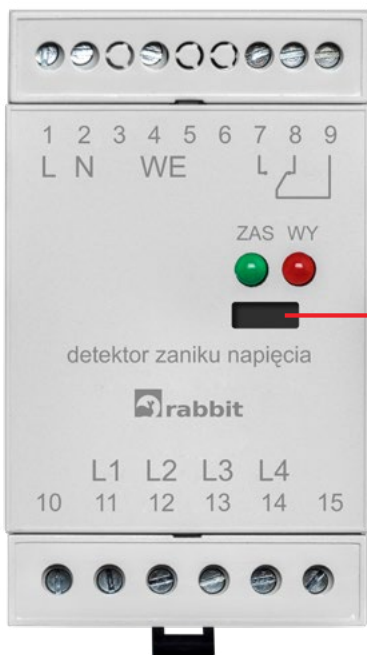 1 2 3 4 5 6 7 8 9
L N WE
ZAS WY
detektor zaniku napięcia
rabbit
L1 L2 L3 L4
10 11 12 13 14 15